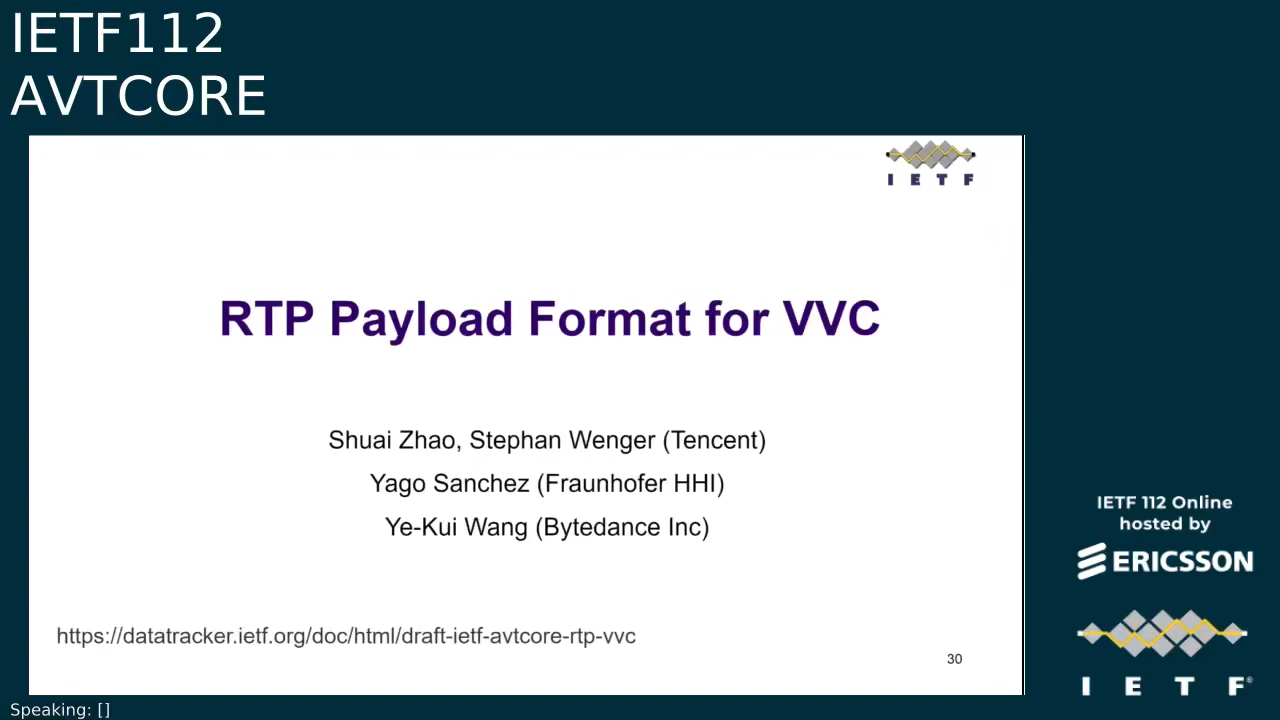 IETF112
AVTCORE
I E T F
RTP Payload Format for VVC
Shuai Zhao, Stephan Wenger (Tencent)
Yago Sanchez (Fraunhofer HHI)
Ye-Kui Wang (Bytedance Inc)
https://datatracker.ietf.org/doc/html/draft-ietf-avtcore-rtp-vvc
30
IETF 112 Online
hosted by
ERICSSON
I E T F®
Speaking: []